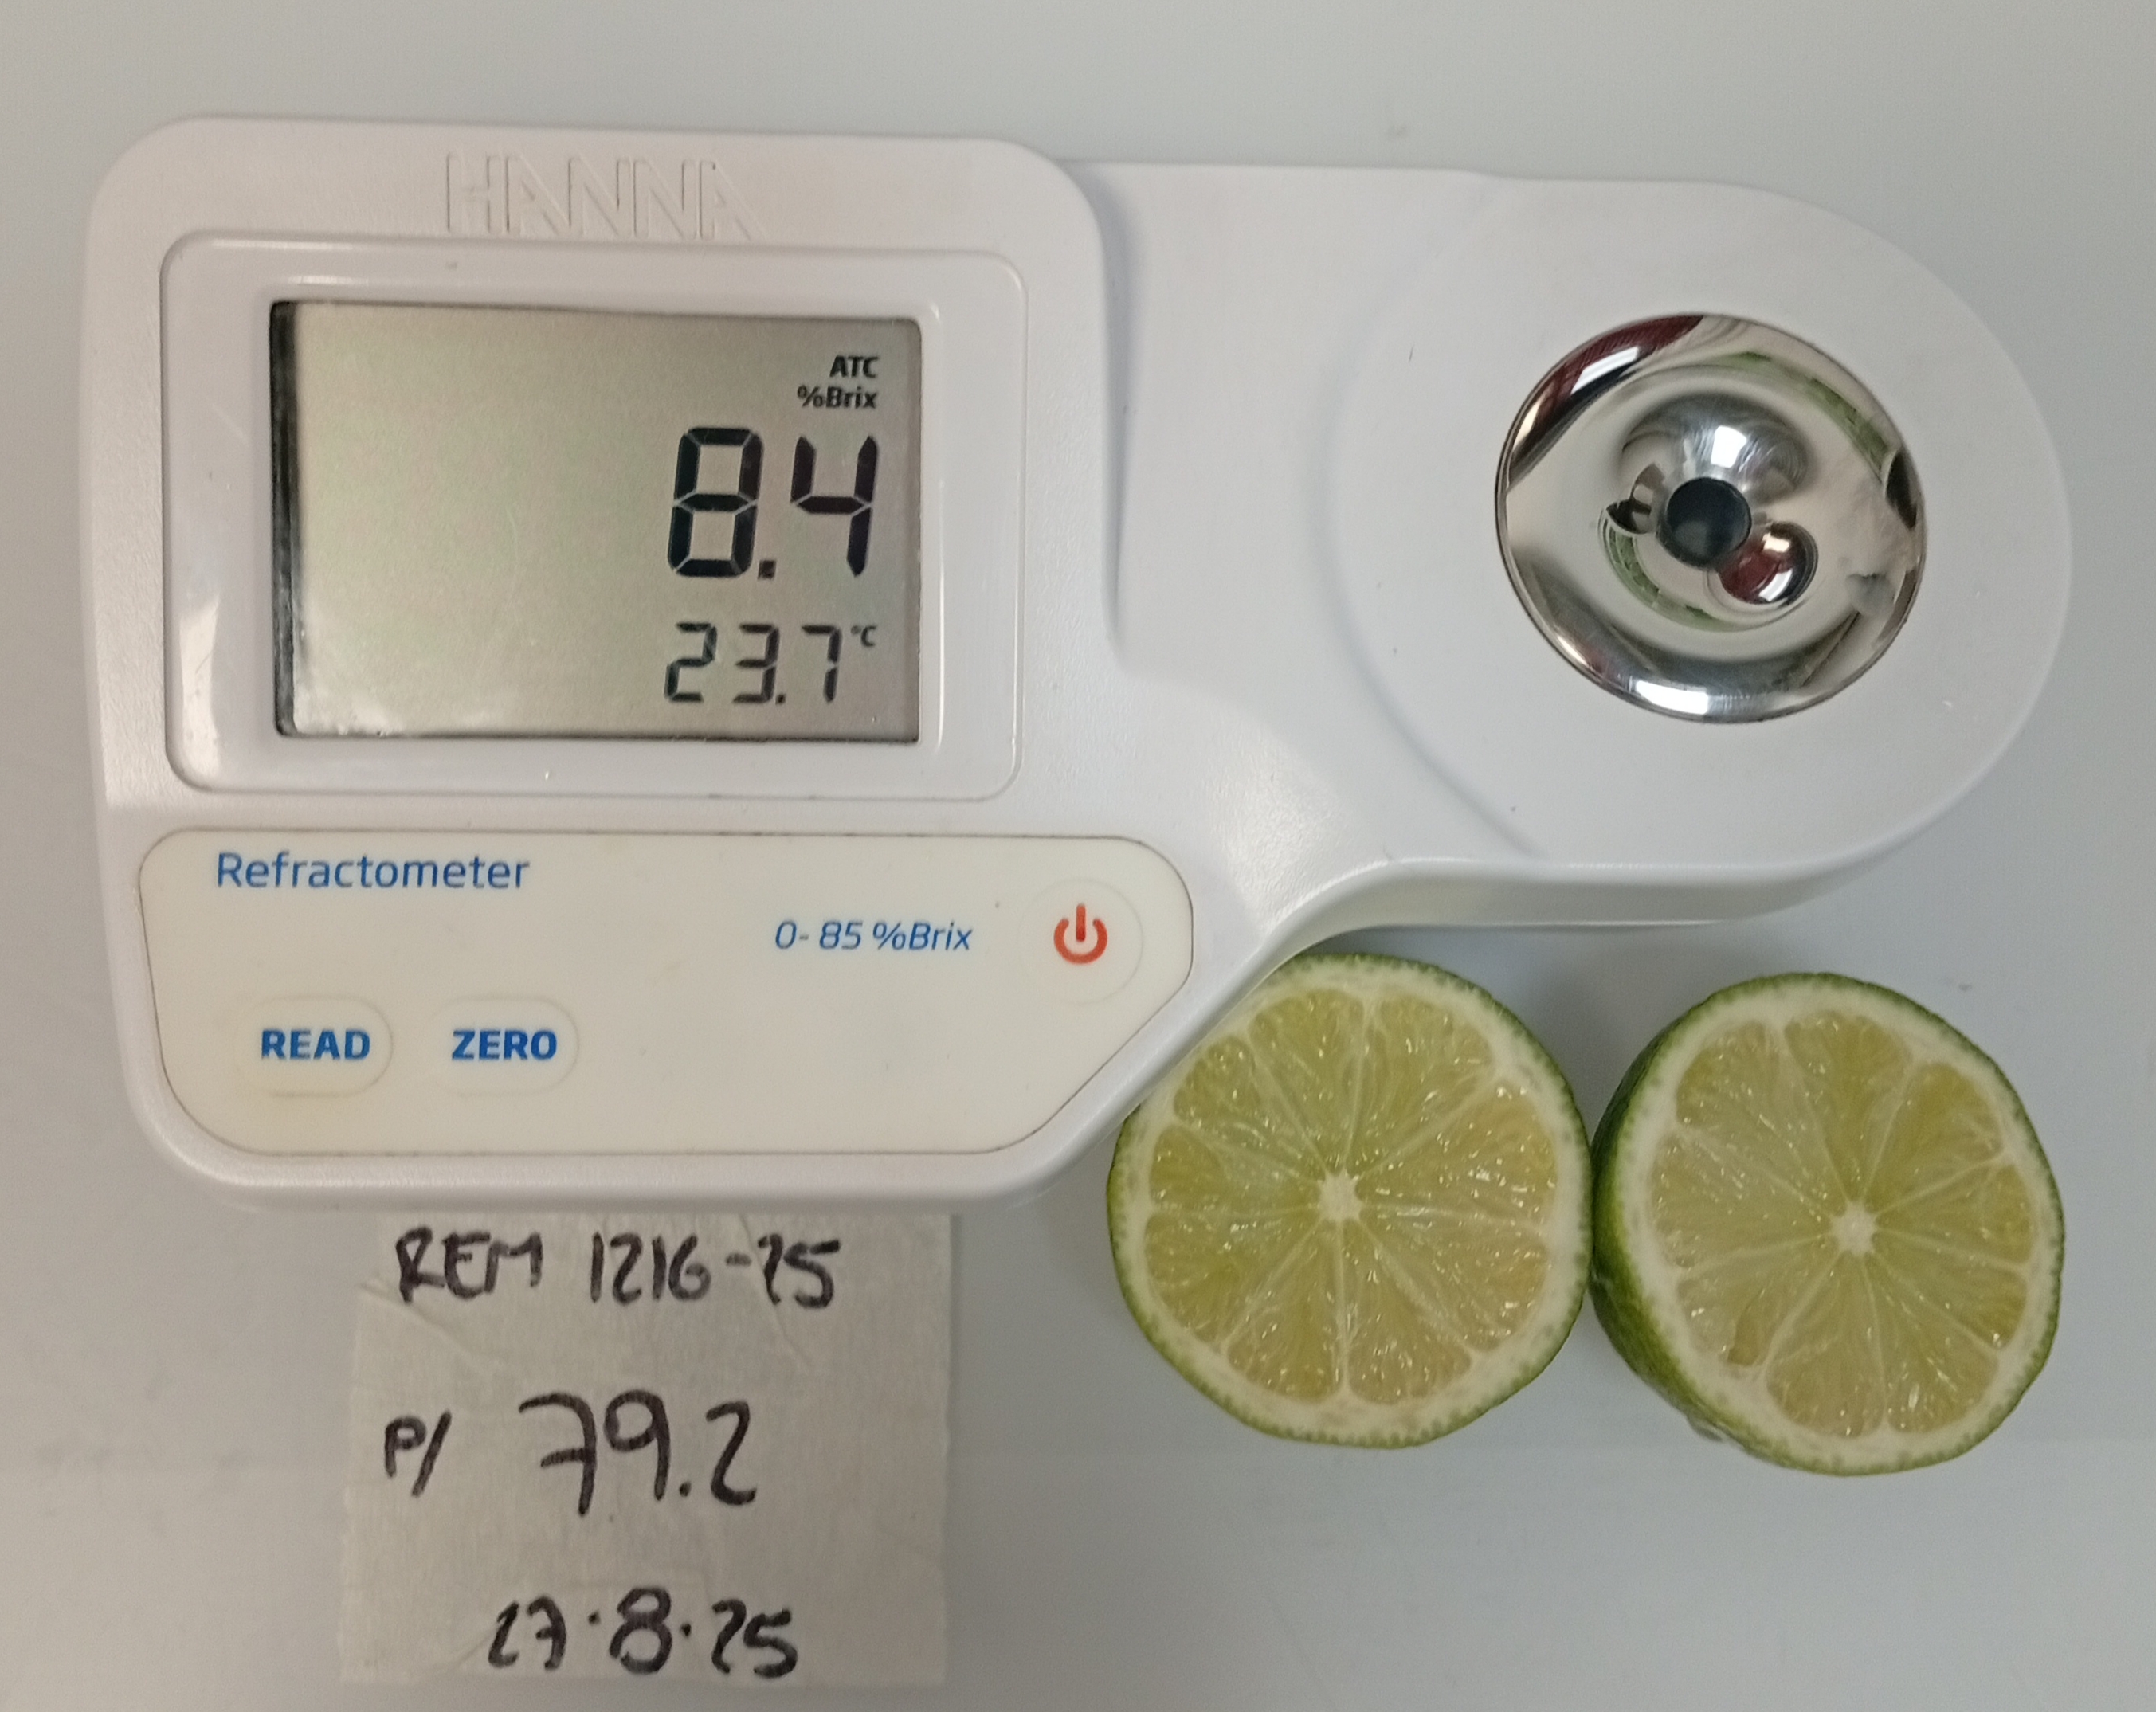 HANNA
ATC
%Brix
8.4
23.7°C
Refractometer
0-85 %Brix
READ ZERO
REM 1216-25
P/ 79.2
27.8.25